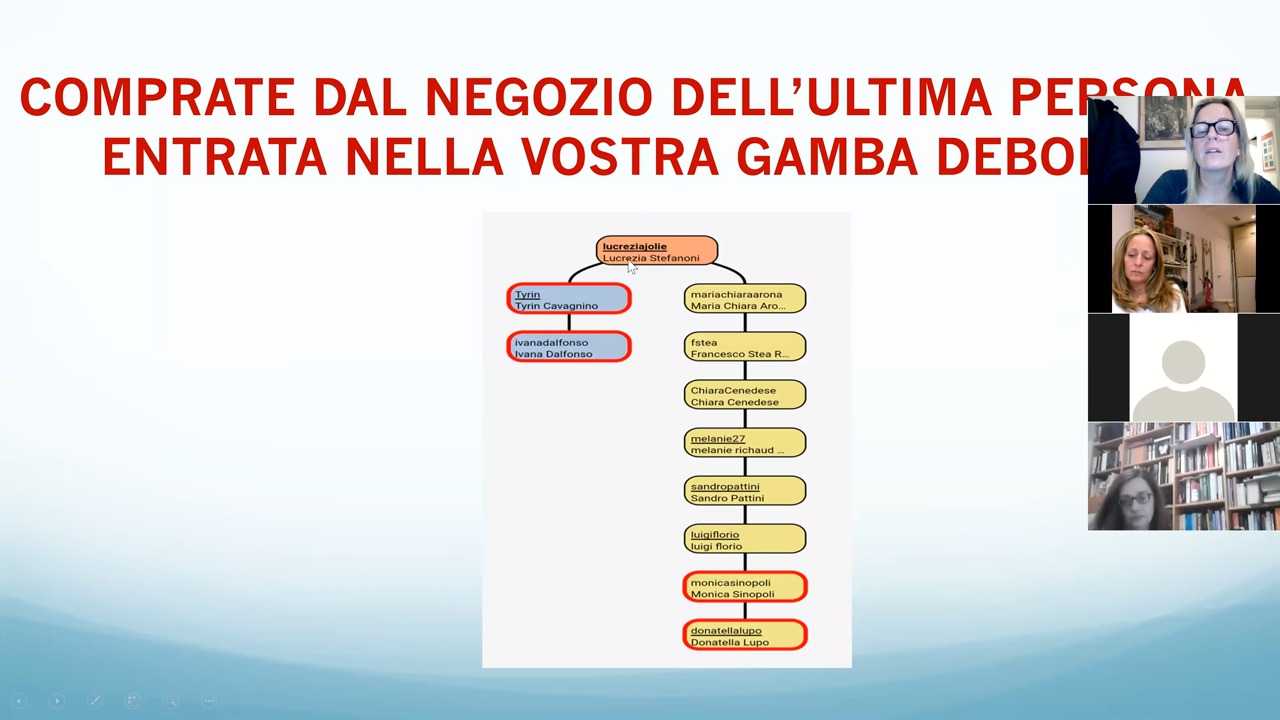 COMPRATE DAL NEGOZIO DELL'ULTIMA PERSONA
ENTRATA NELLA VOSTRA GAMBA
lucreziajolie
Lucrezia Stefanoni
Tyrin
Tyrin Cavagnino
ivanadalfonso
Ivana Dalfonso
mariachiaraarona
Maria Chiara Aro...
fstea
Francesco Stea R...
ChiaraCenedese
Chiara Cenedese
melanie27
melanie richaud ...
sandropattini
Sandro Pattini
luigiflorio
luigi florio
monicasinopoli
Monica Sinopoli
donatellalupo
Donatella Lupo